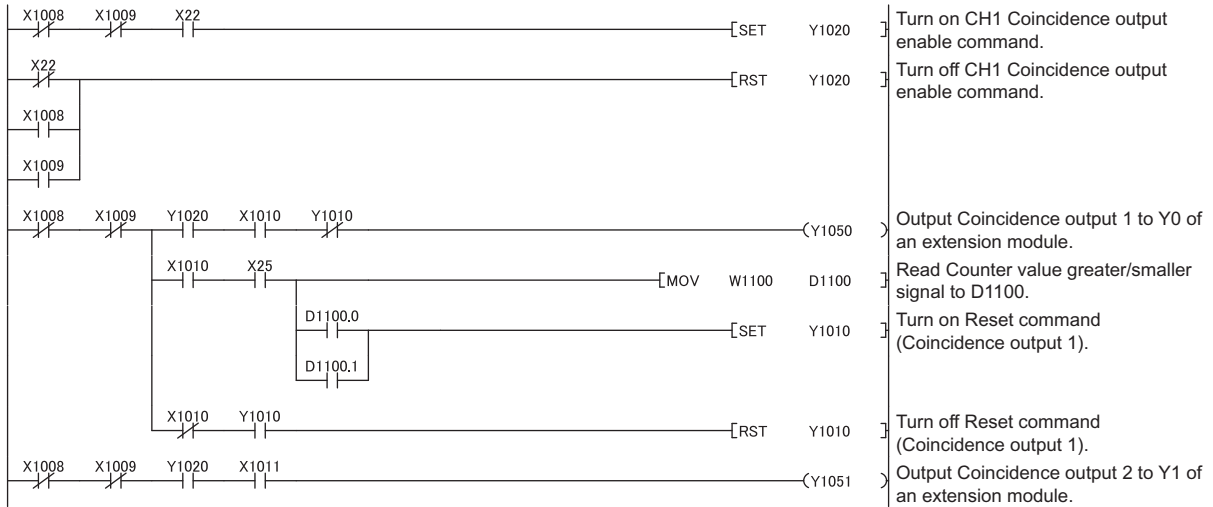 X1008 X1009 X22
[SET Y1020 ] Turn on CH1 Coincidence output
enable command.
X22
[RST Y1020 ] Turn off CH1 Coincidence output
enable command.
X1008
X1009
X1008 X1009 Y1020 X1010 Y1010
(Y1050 ) Output Coincidence output 1 to Y0 of
an extension module.
X1010 X25
[MOV W1100 D1100 ] Read Counter value greater/smaller
signal to D1100.
D1100.0
[SET Y1010 ] Turn on Reset command
(Coincidence output 1).
D1100.1
X1010 Y1010
[RST Y1010 ] Turn off Reset command
(Coincidence output 1).
X1008 X1009 Y1020 X1011
(Y1051 ) Output Coincidence output 2 to Y1 of
an extension module.